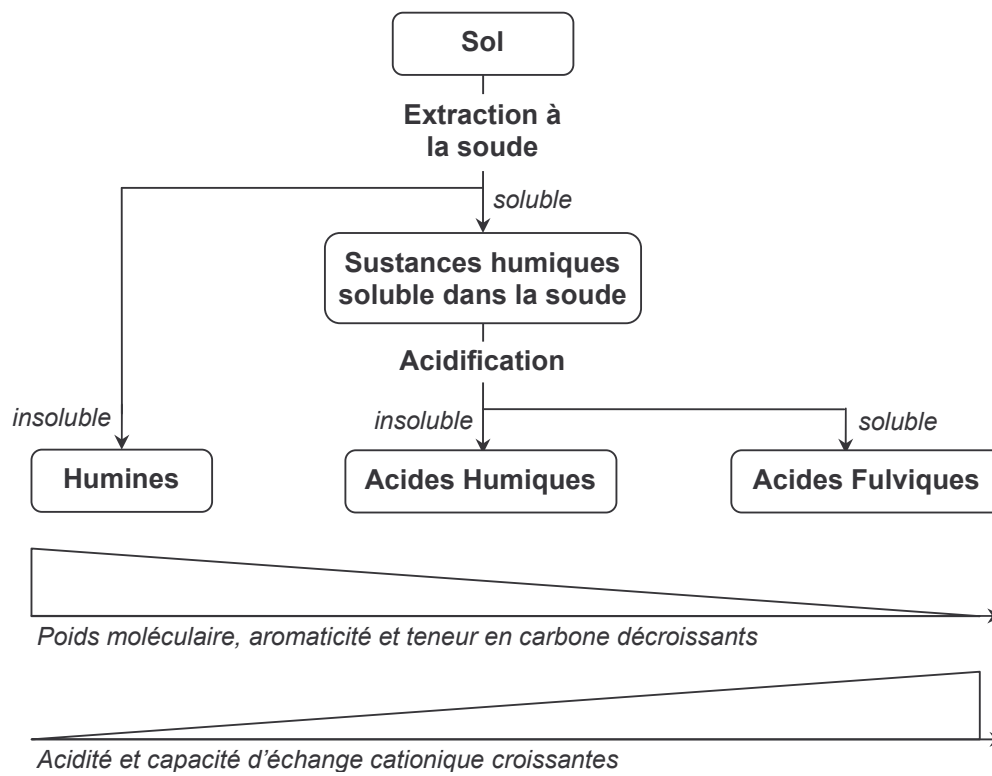 Sol
Extraction à
la soude
soluble
Sustances humiques
soluble dans la soude
Acidification
insoluble
insoluble
soluble
Humines
Acides Humiques
Acides Fulviques
Poids moléculaire, aromaticité et teneur en carbone décroissants
Acidité et capacité d'échange cationique croissantes